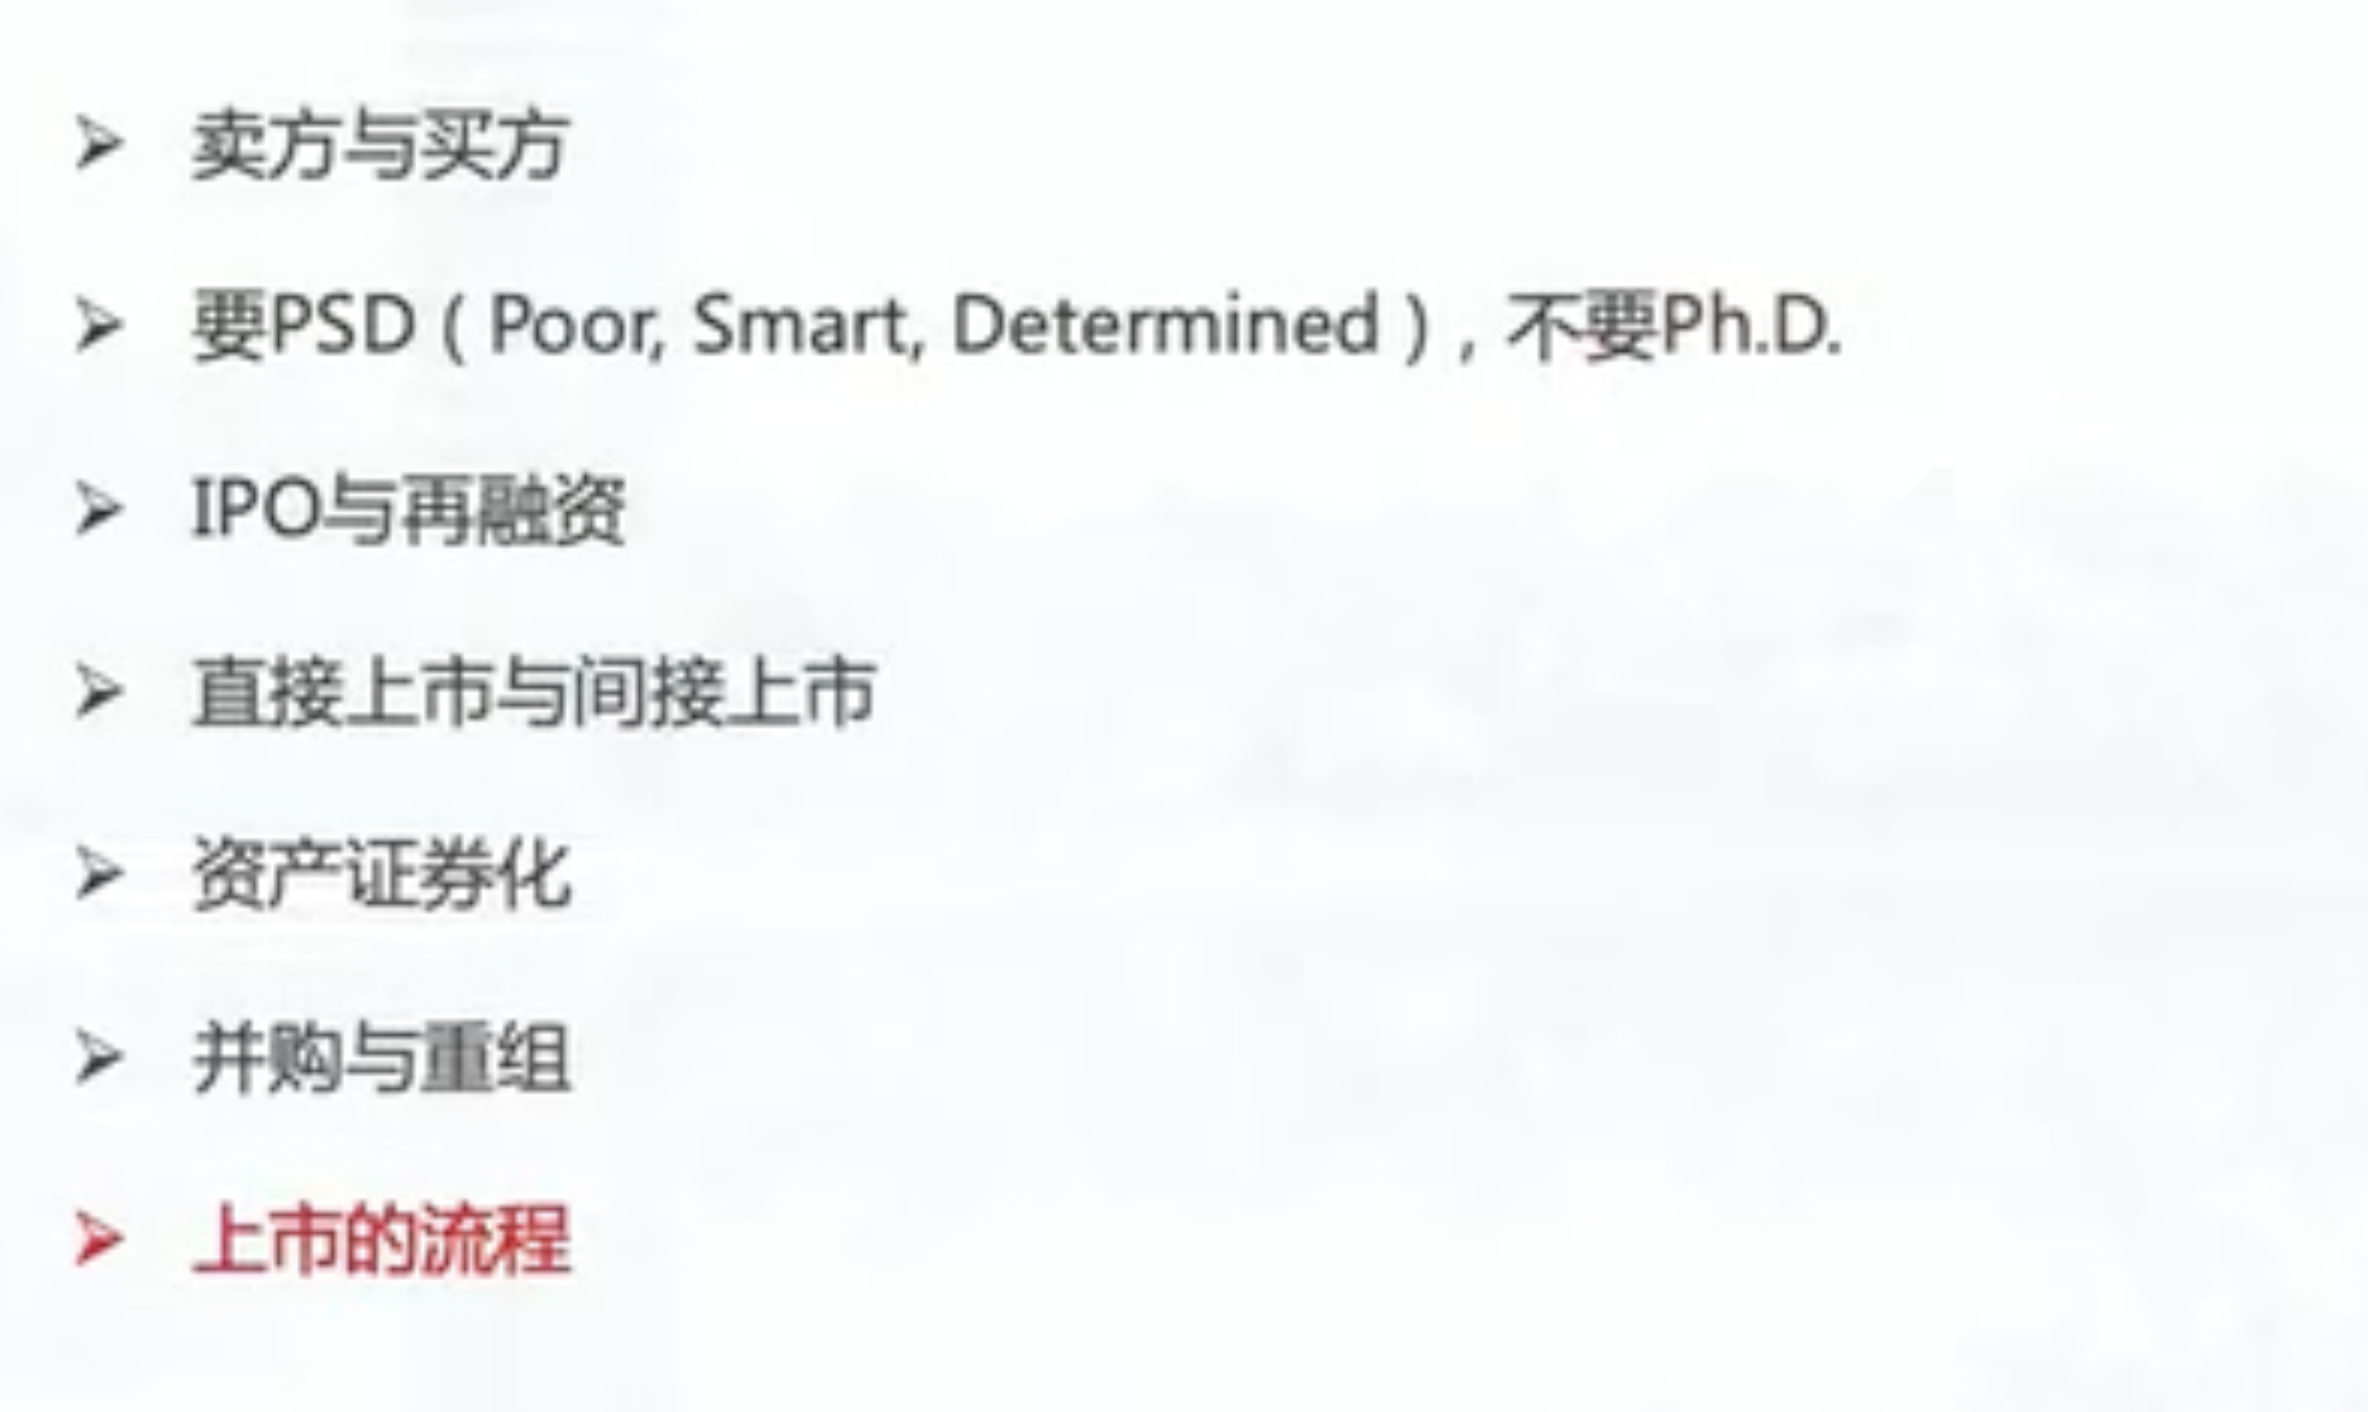 ➢ 卖方与买方
➢ 要PSD（Poor, Smart, Determined），不要Ph.D.
➢ IPO与再融资
➢ 直接上市与间接上市
➢ 资产证券化
➢ 并购与重组
➢ 上市的流程